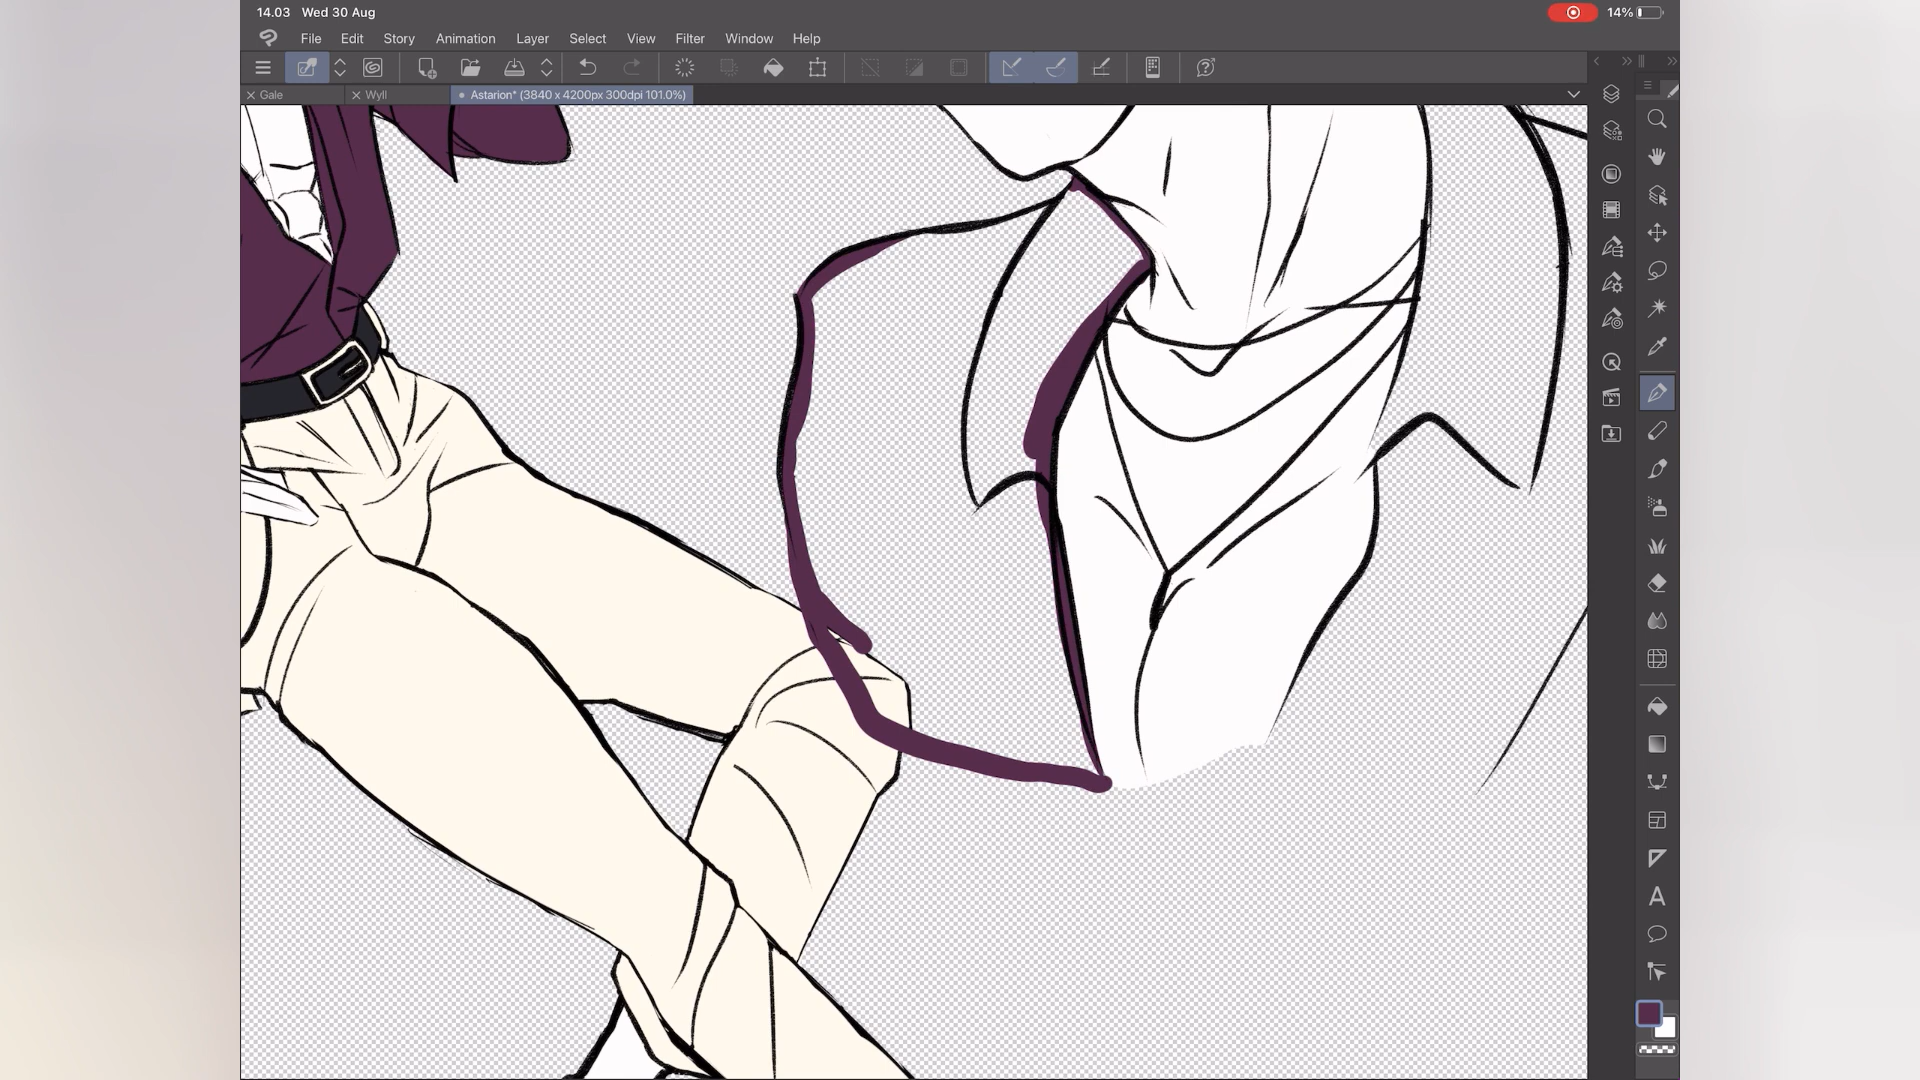 14.03 Wed 30 Aug 14%
File Edit Story Animation Layer Select View Filter Window Help
Gale Wyll Astarion* (3840 x 4200px 300dpi 101.0%)